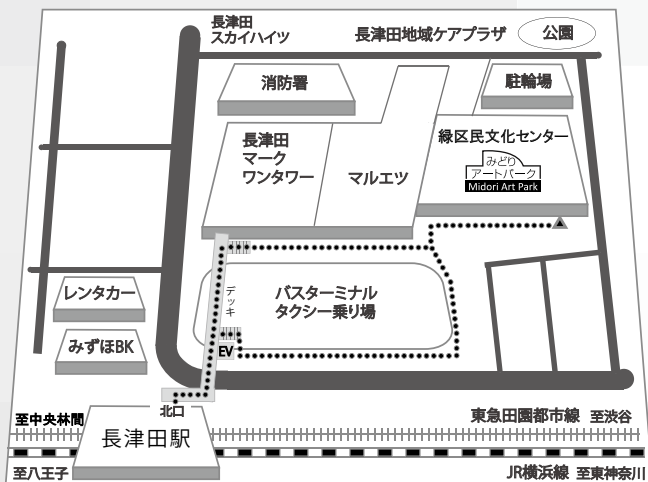 長津田
スカイハイツ
長津田地域ケアプラザ
公園
消防署
駐輪場
長津田
マーク
ワンタワー
マルエツ
緑区民文化センター
みどり
アートパーク
Midori Art Park
レンタカー
デッキ
バスターミナル
タクシー乗り場
みずほBK
EV
北口
至中央林間
長津田駅
東急田園都市線 至渋谷
至八王子
JR横浜線 至東神奈川